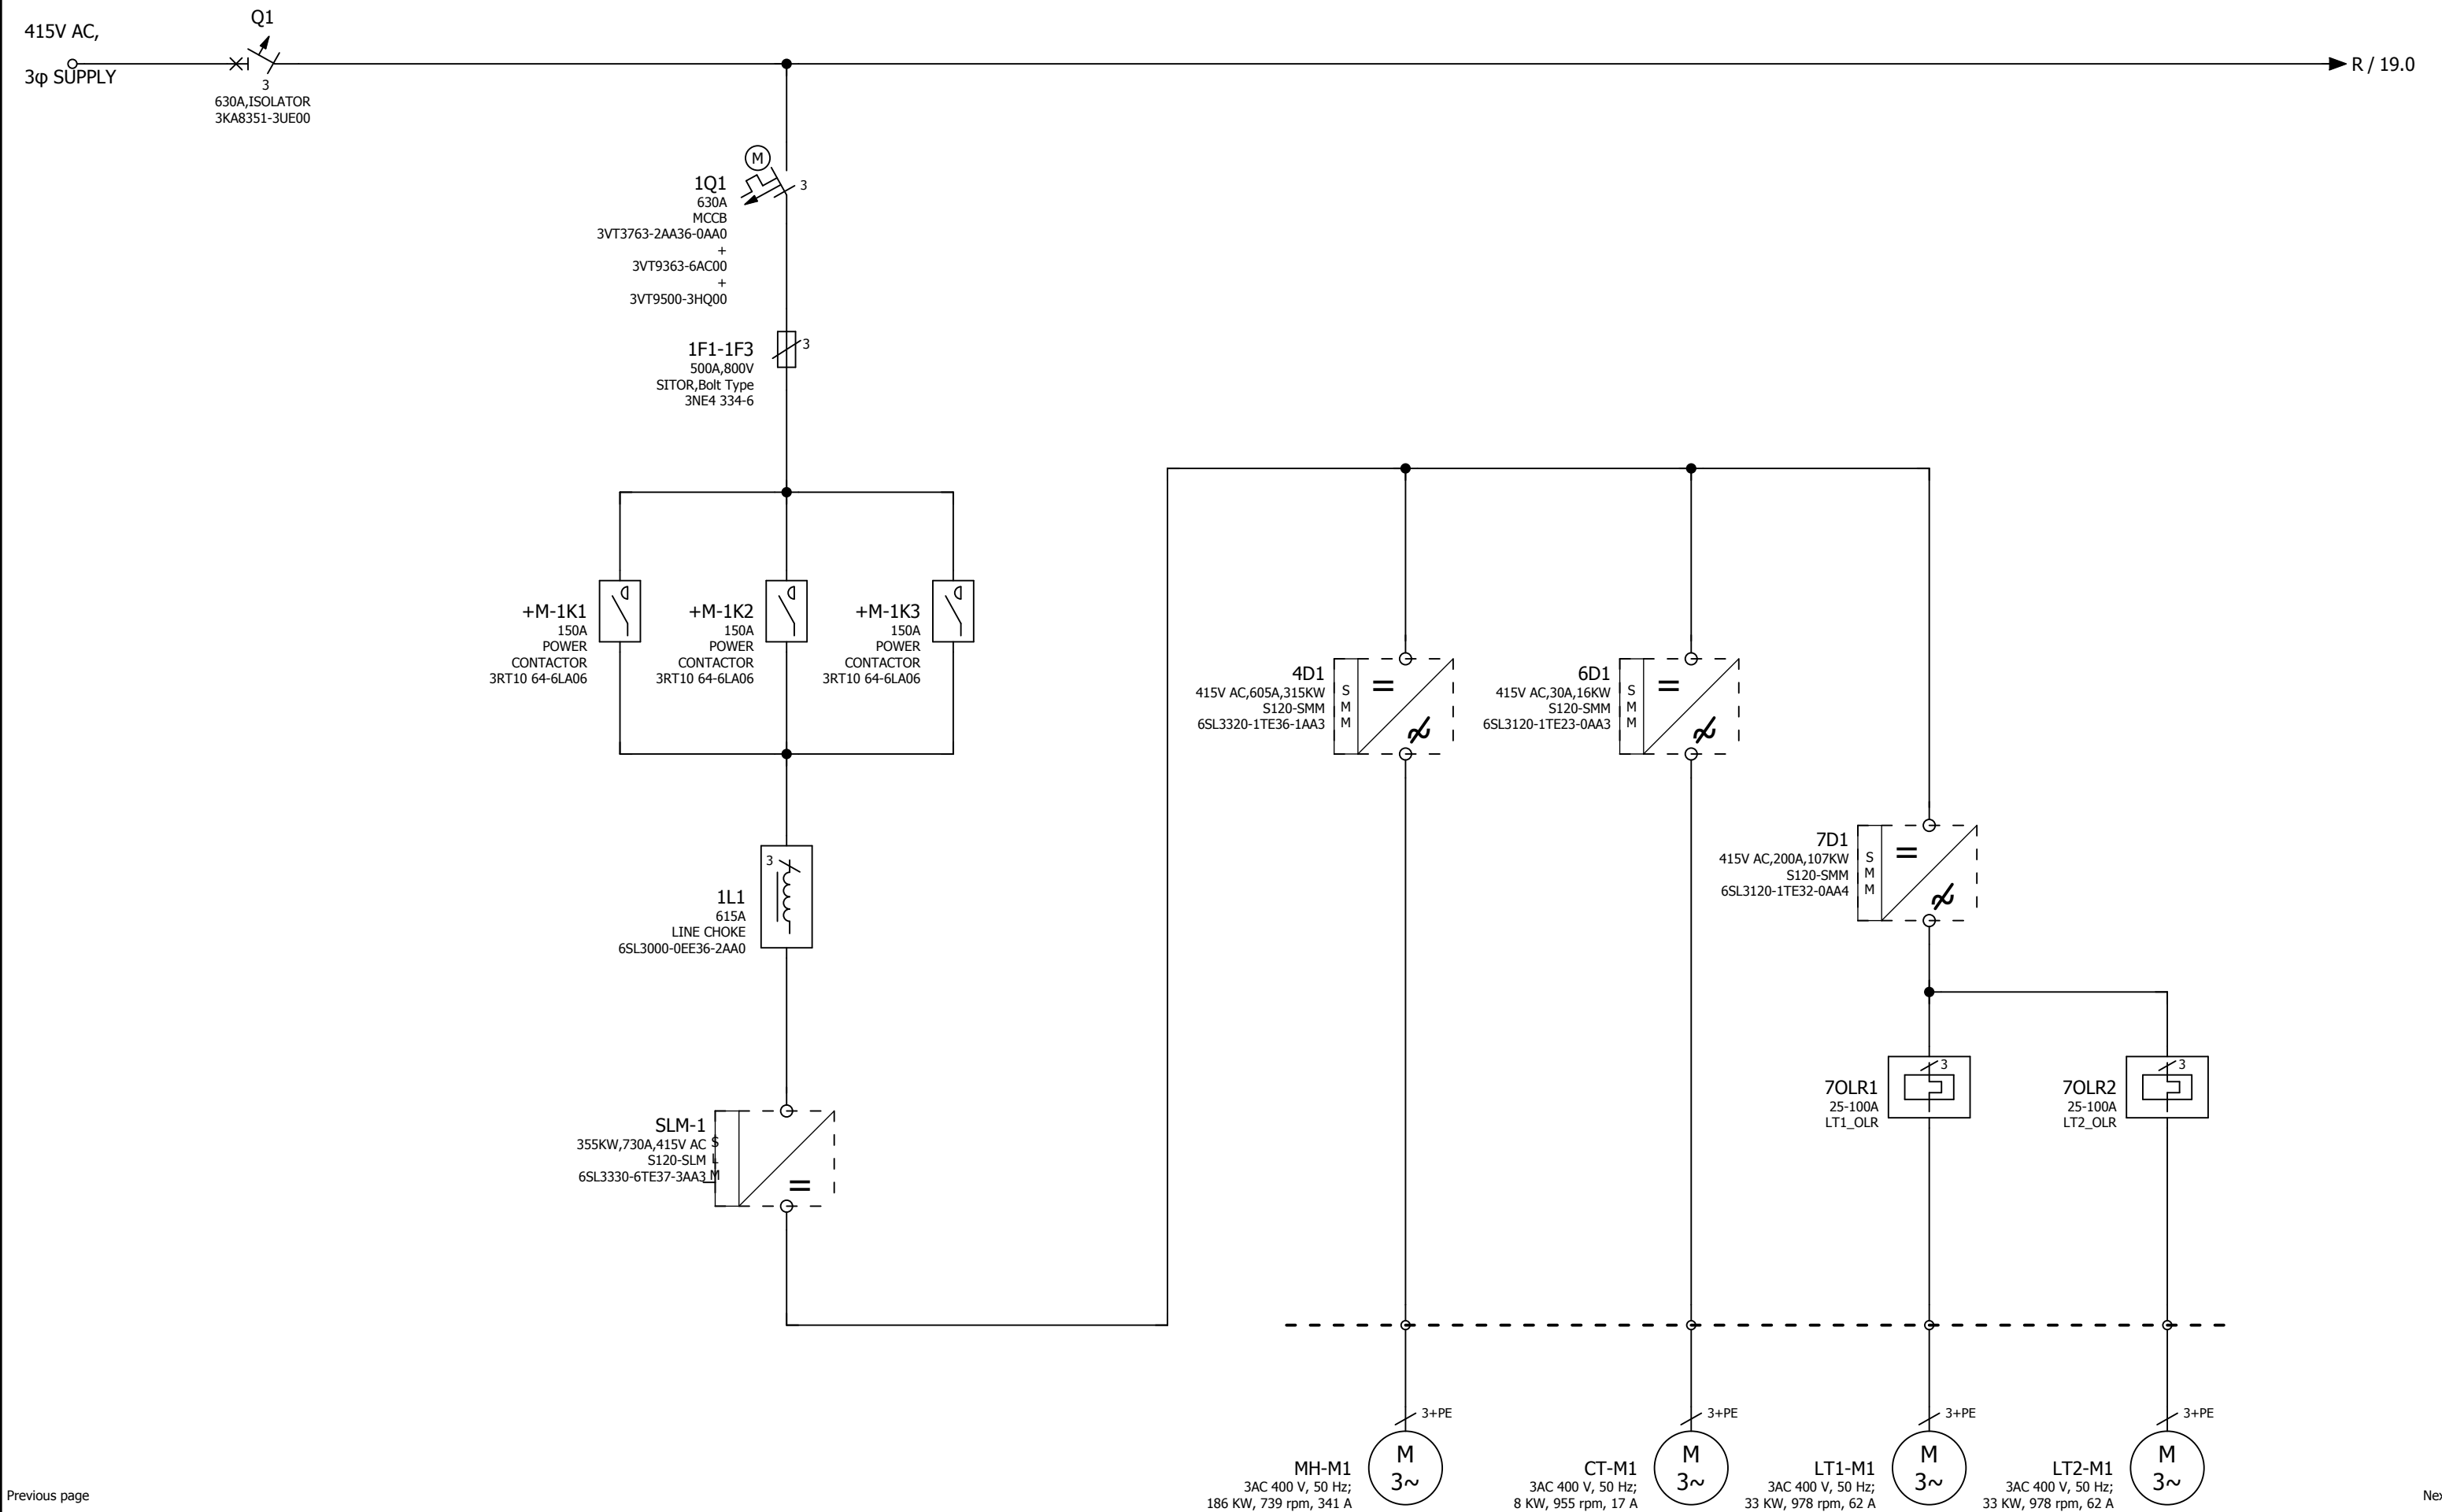 415V AC,
3φ SUPPLY
Q1
3
630A,ISOLATOR
3KA8351-3UE00
R / 19.0
M
1Q1
3
630A
MCCB
3VT3763-2AA36-0AA0
+
3VT9363-6AC00
+
3VT9500-3HQ00
1F1-1F3
3
500A,800V
SITOR,Bolt Type
3NE4 334-6
+M-1K1
150A
POWER
CONTACTOR
3RT10 64-6LA06
+M-1K2
150A
POWER
CONTACTOR
3RT10 64-6LA06
+M-1K3
150A
POWER
CONTACTOR
3RT10 64-6LA06
4D1
415V AC,605A,315KW
S120-SMM
6SL3320-1TE36-1AA3
S
M
M
=
6D1
415V AC,30A,16KW
S120-SMM
6SL3120-1TE23-0AA3
S
M
M
=
7D1
415V AC,200A,107KW
S120-SMM
6SL3120-1TE32-0AA4
S
M
M
=
3
1L1
615A
LINE CHOKE
6SL3000-0EE36-2AA0
7OLR1
25-100A
LT1_OLR
3
7OLR2
25-100A
LT2_OLR
3
SLM-1
355KW,730A,415V AC
S120-SLM
6SL3330-6TE37-3AA3
S
L
M
=
3+PE
3+PE
3+PE
3+PE
MH-M1
3AC 400 V, 50 Hz;
186 KW, 739 rpm, 341 A
M
3~
CT-M1
3AC 400 V, 50 Hz;
8 KW, 955 rpm, 17 A
M
3~
LT1-M1
3AC 400 V, 50 Hz;
33 KW, 978 rpm, 62 A
M
3~
LT2-M1
3AC 400 V, 50 Hz;
33 KW, 978 rpm, 62 A
M
3~
Previous page